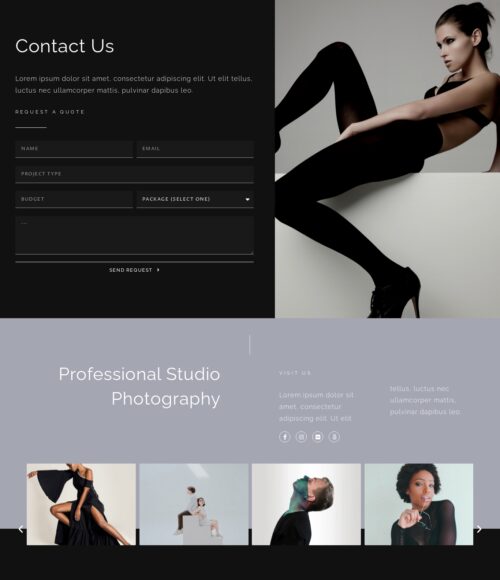 Contact Us
Lorem ipsum dolor sit amet, consectetur adipiscing elit. Ut elit tellus,
luctus nec ullamcorper mattis, pulvinar dapibus leo.
REQUEST A QUOTE
NAME
EMAIL
PROJECT TYPE
BUDGET
PACKAGE (SELECT ONE)
...
SEND REQUEST
Professional Studio
Photography
VISIT US
Lorem ipsum dolor sit
amet, consectetur
adipiscing elit. Ut elit
tellus, luctus nec
ullamcorper mattis,
pulvinar dapibus leo.